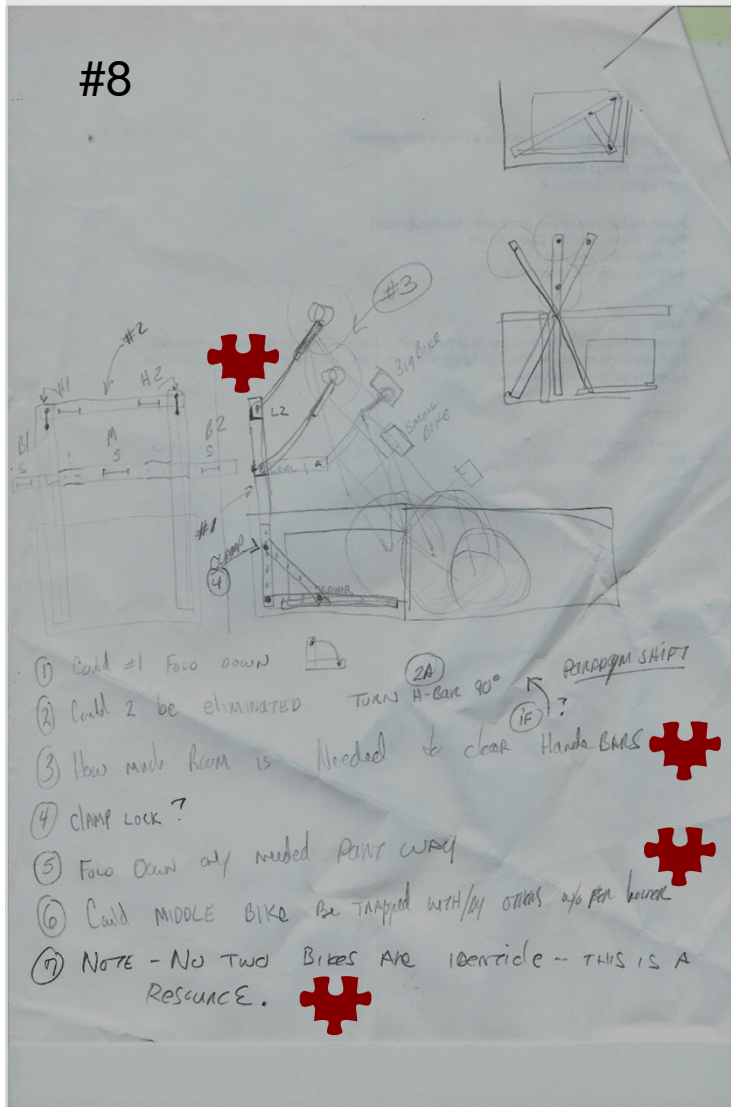 #8
#3
#2
H1
H2
BIG BIKE
L2
SMALL
BIKE
B1
M
B2
S
S
S
A
#1
CLAMP
4
① Could #1 FOLD DOWN
2A
PARADGM SHIFT
② Could 2 be eliminated TURN H-BAR 90°
iF ?
③ How much Room is Needed to clear Handle BARS
④ CLAMP LOCK ?
⑤ FOLD DOWN only needed PART WAY
⑥ Could MIDDLE BIKE Be TRAPPED WITH/BY OTHERS w/o
⑦ NOTE - NO TWO BIKES ARE IDENTICLE - THIS IS A
RESOURCE.